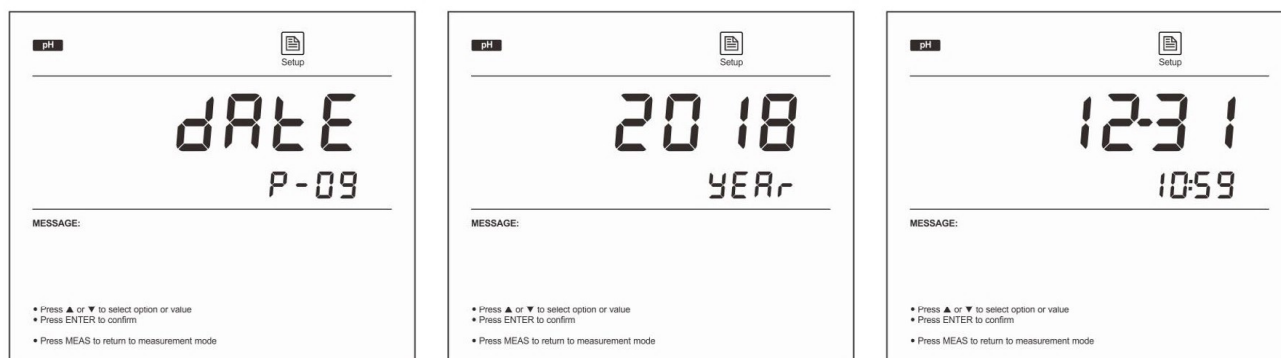 pH
Setup
dAtE
P-09
MESSAGE:
• Press ▲ or ▼ to select option or value
• Press ENTER to confirm
• Press MEAS to return to measurement mode
pH
Setup
2018
yEAr
MESSAGE:
• Press ▲ or ▼ to select option or value
• Press ENTER to confirm
• Press MEAS to return to measurement mode
pH
Setup
12-31
10:59
MESSAGE:
• Press ▲ or ▼ to select option or value
• Press ENTER to confirm
• Press MEAS to return to measurement mode